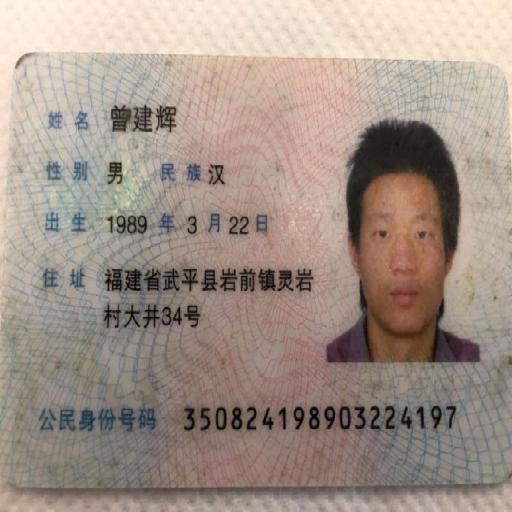 姓名 曾建辉
性别 男 民族 汉
出生 1989 年 3 月 22 日
住址 福建省武平县岩前镇灵岩
村大井34号
公民身份号码 350824198903224197